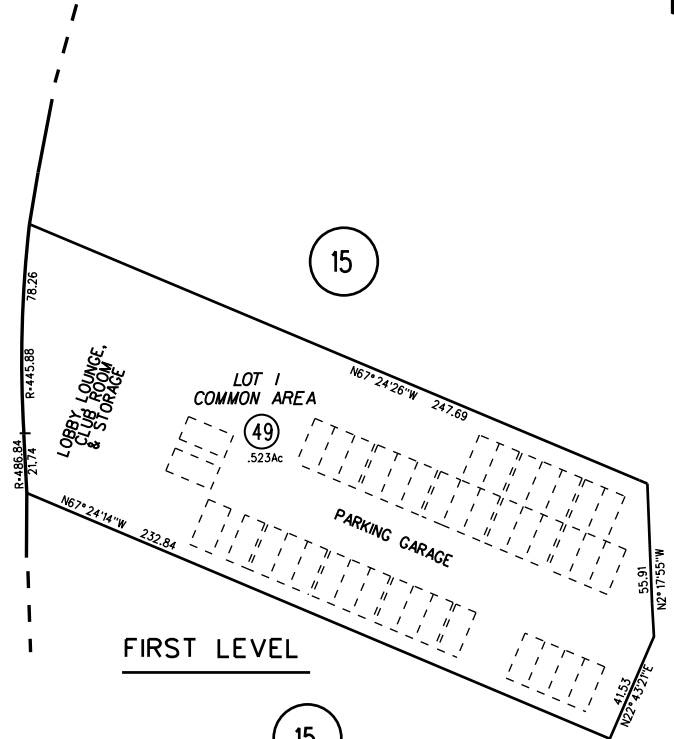 15
78.26
R=445.88
R=486.84
21.74
LOBBY LOUNGE,
CLUB ROOM
& STORAGE
LOT 1
COMMON AREA
49
.523Ac
N67°24'26"W 247.69
PARKING GARAGE
N67°24'14"W 232.84
55.91
N2°17'55"W
41.53
N22°43'21"E
FIRST LEVEL
15